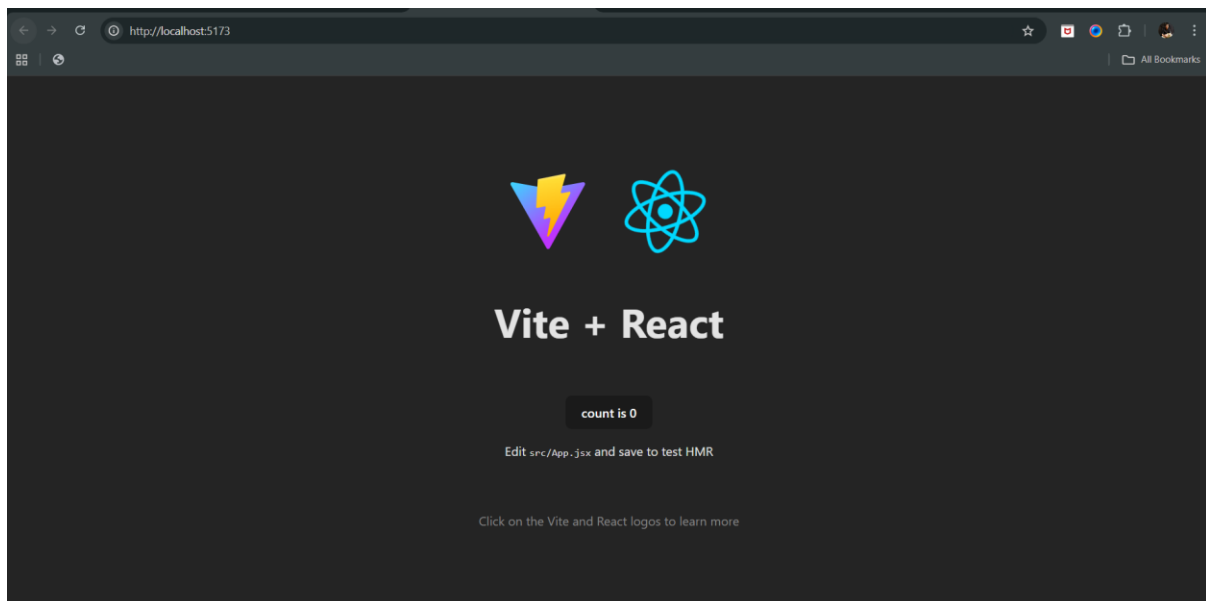 http://localhost:5173
All Bookmarks
Vite + React
count is 0
Edit src/App.jsx and save to test HMR
Click on the Vite and React logos to learn more